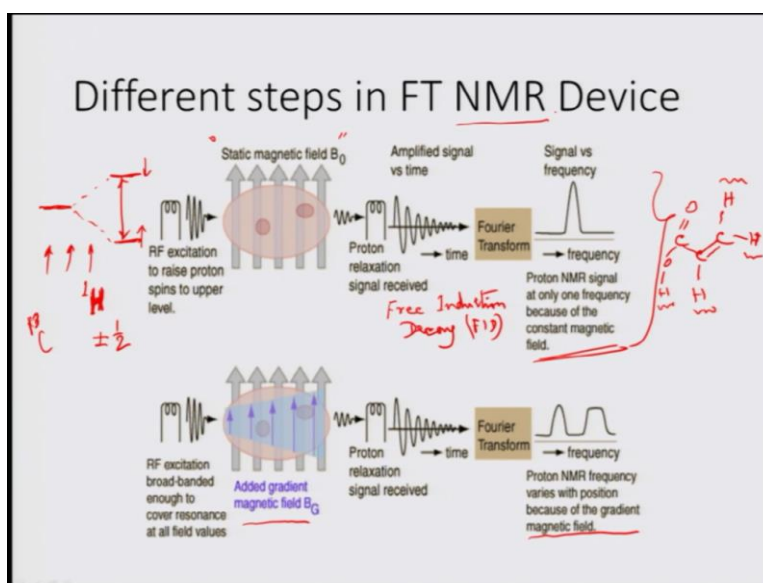 Different steps in FT NMR Device
"Static magnetic field B0"
Amplified signal
vs time
Signal vs
frequency
RF excitation
to raise proton
spins to upper
level.
Proton
relaxation
signal received
time
Fourier
Transform
frequency
Proton NMR signal
at only one frequency
because of the
constant magnetic
field.
1H
± 1/2
13C
Free Induction
Decay (FID)
O
C
O
H
C
H
C
H
H
RF excitation
broad-banded
enough to
cover resonance
at all field values
Added gradient
magnetic field BG
Proton
relaxation
signal received
time
Fourier
Transform
frequency
Proton NMR frequency
varies with position
because of the gradient
magnetic field.